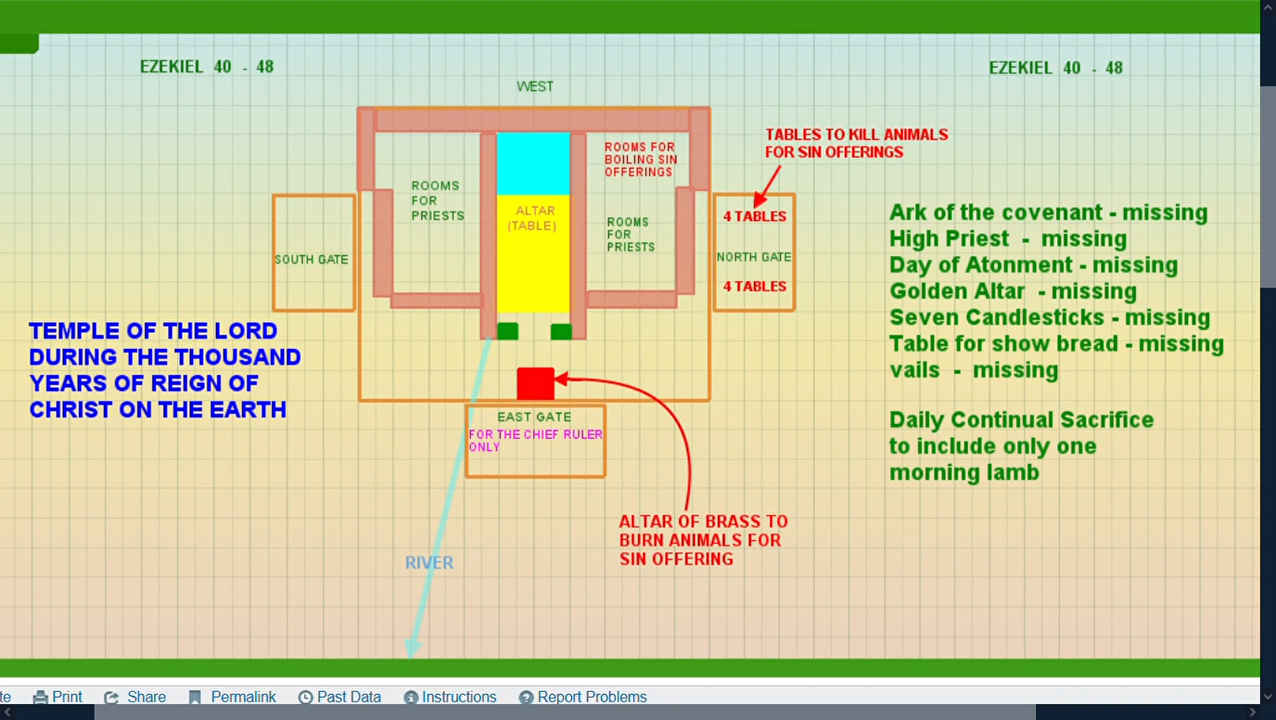 EZEKIEL 40 - 48
EZEKIEL 40 - 48
WEST
TABLES TO KILL ANIMALS
FOR SIN OFFERINGS
ROOMS FOR
BOILING SIN
OFFERINGS
ROOMS
FOR
PRIESTS
ALTAR
(TABLE)
ROOMS
FOR
PRIESTS
4 TABLES
NORTH GATE
4 TABLES
SOUTH GATE
Ark of the covenant - missing
High Priest - missing
Day of Atonment - missing
Golden Altar - missing
Seven Candlesticks - missing
Table for show bread - missing
vails - missing
Daily Continual Sacrifice
to include only one
morning lamb
TEMPLE OF THE LORD
DURING THE THOUSAND
YEARS OF REIGN OF
CHRIST ON THE EARTH
EAST GATE
FOR THE CHIEF RULER
ONLY
ALTAR OF BRASS TO
BURN ANIMALS FOR
SIN OFFERING
RIVER
te Print Share Permalink Past Data Instructions Report Problems